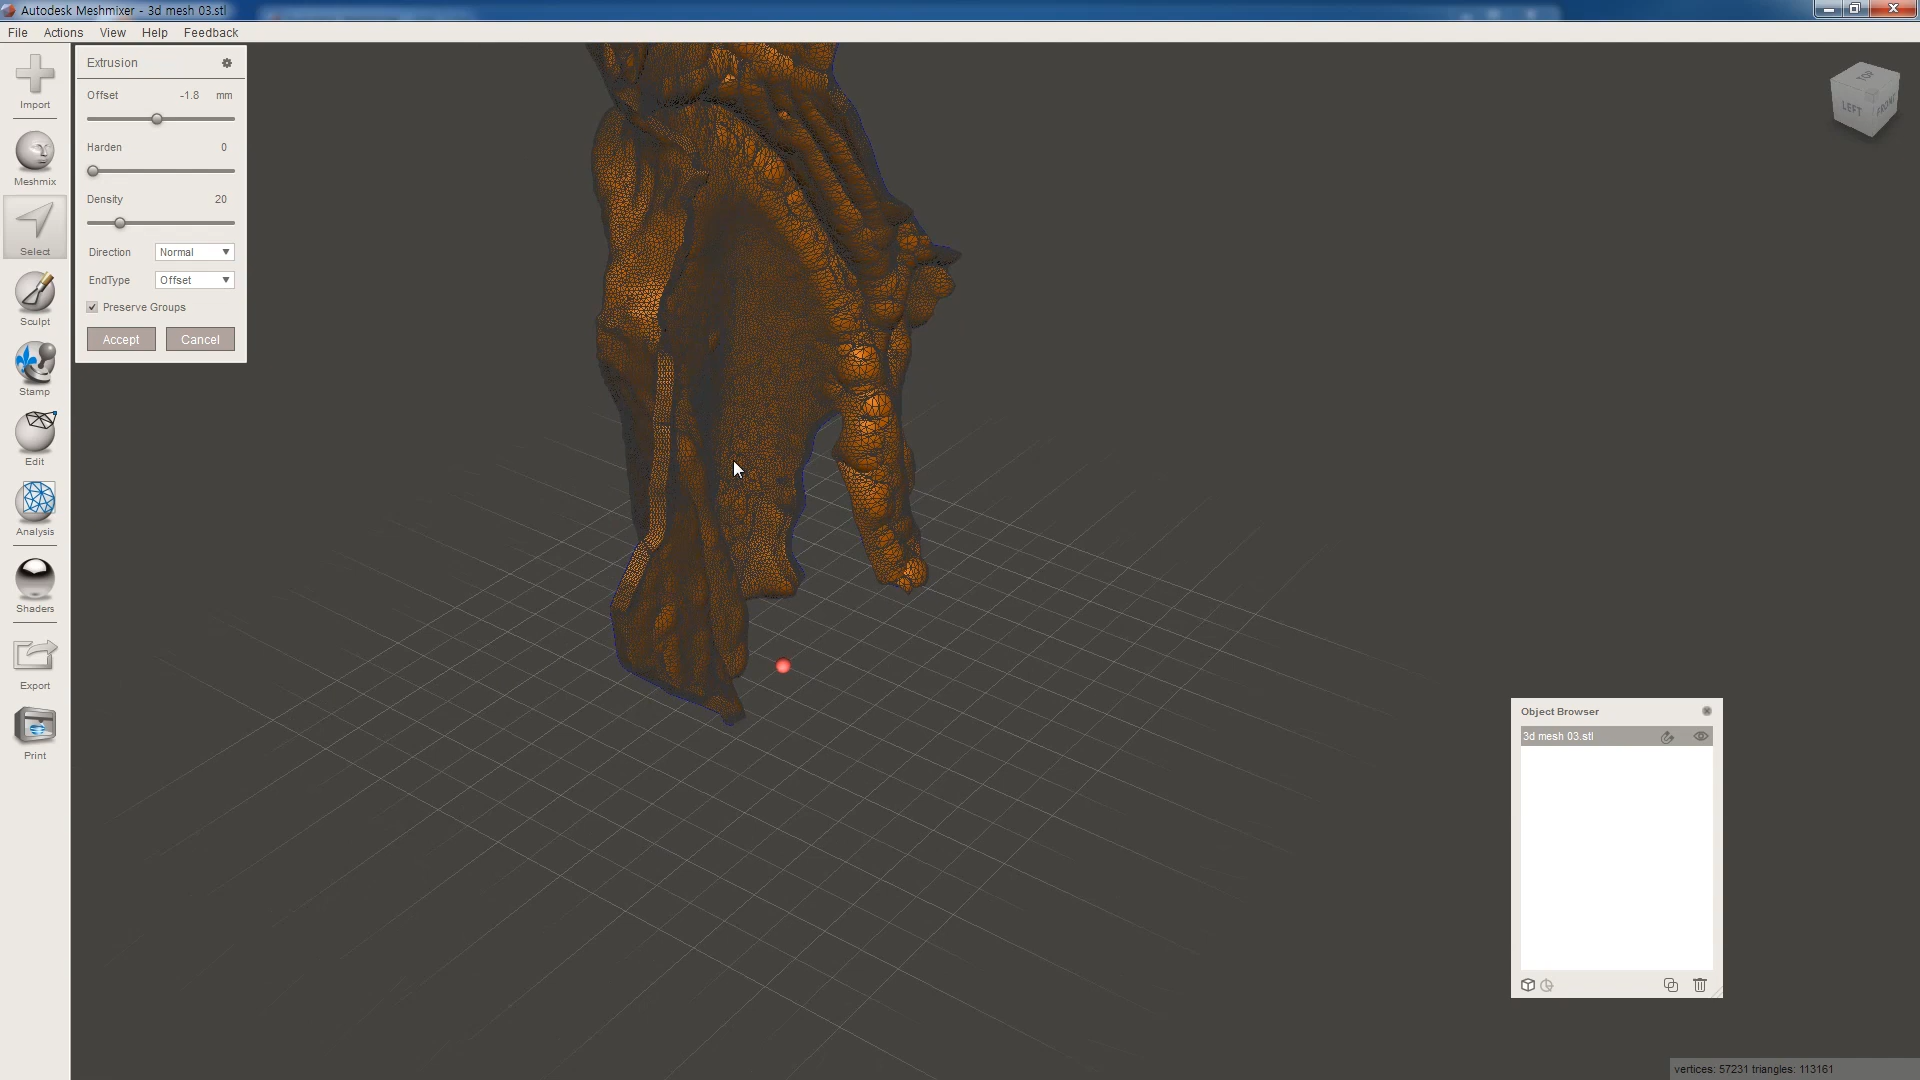 Autodesk Meshmixer - 3d mesh 03.stl
File Actions View Help Feedback
Import
Meshmix
Select
Sculpt
Stamp
Edit
Analysis
Shaders
Export
Print
Extrusion
Offset -1.8 mm
Harden 0
Density 20
Direction Normal
EndType Offset
Preserve Groups
Accept Cancel
TOP
LEFT FRONT
Object Browser
3d mesh 03.stl
vertices: 57231 triangles: 113161